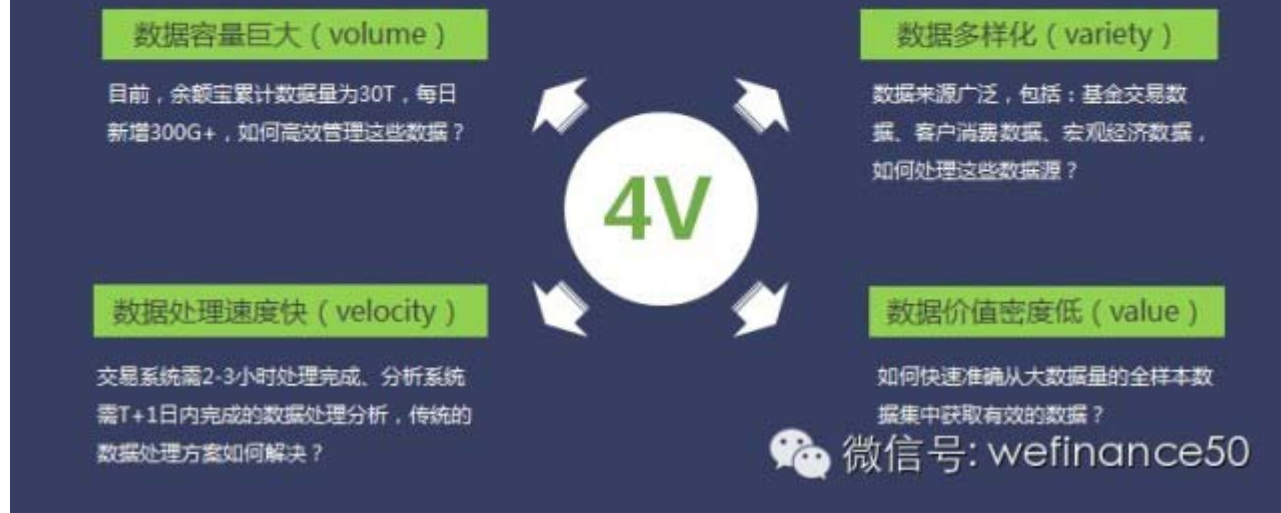 数据容量巨大（volume）
目前，余额宝累计数据量为30T，每日
新增300G+，如何高效管理这些数据？
数据多样化（variety）
数据来源广泛，包括：基金交易数
据、客户消费数据、宏观经济数据，
如何处理这些数据源？
4V
数据处理速度快（velocity）
交易系统需2-3小时处理完成、分析系统
需T+1日内完成的数据处理分析，传统的
数据处理方案如何解决？
数据价值密度低（value）
如何快速准确从大数据量的全样本数
据集中获取有效的数据？
微信号: wefinance50